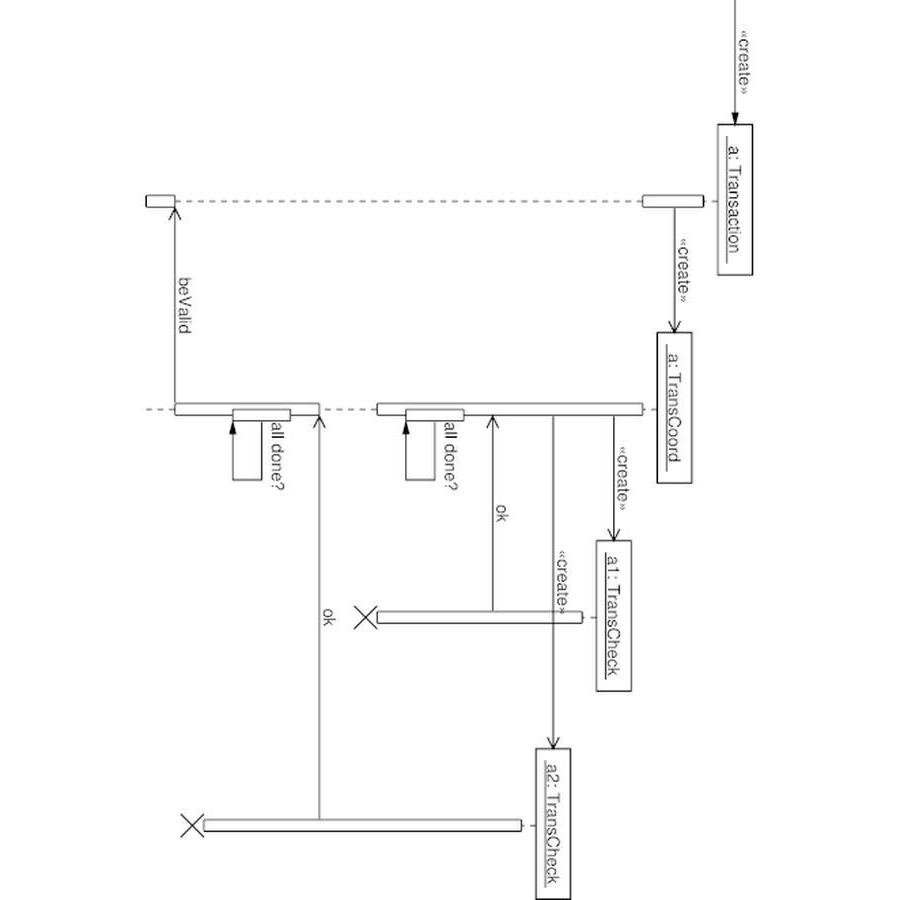 «create»
a: Transaction
«create»
a: TransCoord
«create»
a1: TransCheck
«create»
a2: TransCheck
ok
all done?
ok
all done?
beValid